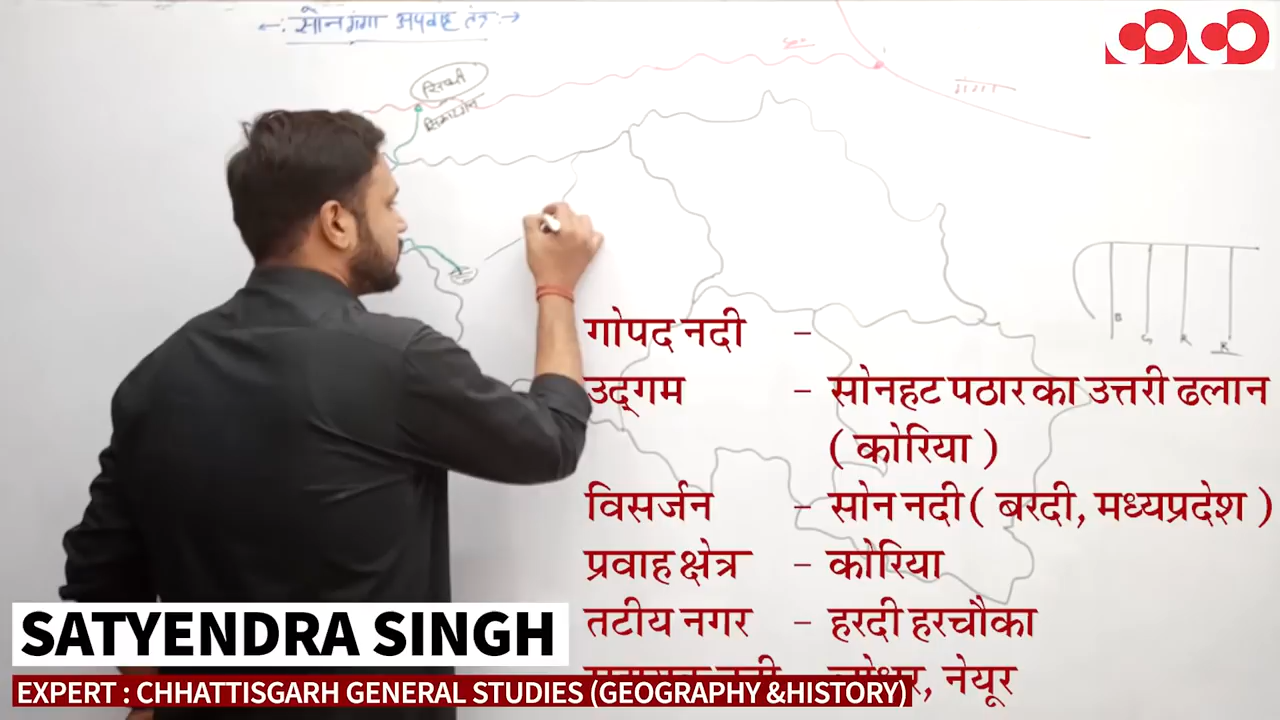 सोन गंगा अपवाह तंत्र
गोपद नदी -
उद्गम - सोनहट पठार का उत्तरी ढलान
( कोरिया )
विसर्जन - सोन नदी ( बरदी, मध्यप्रदेश )
प्रवाह क्षेत्र - कोरिया
तटीय नगर - हरदी हरचौका
नेयूर
SATYENDRA SINGH
EXPERT : CHHATTISGARH GENERAL STUDIES (GEOGRAPHY &HISTORY)